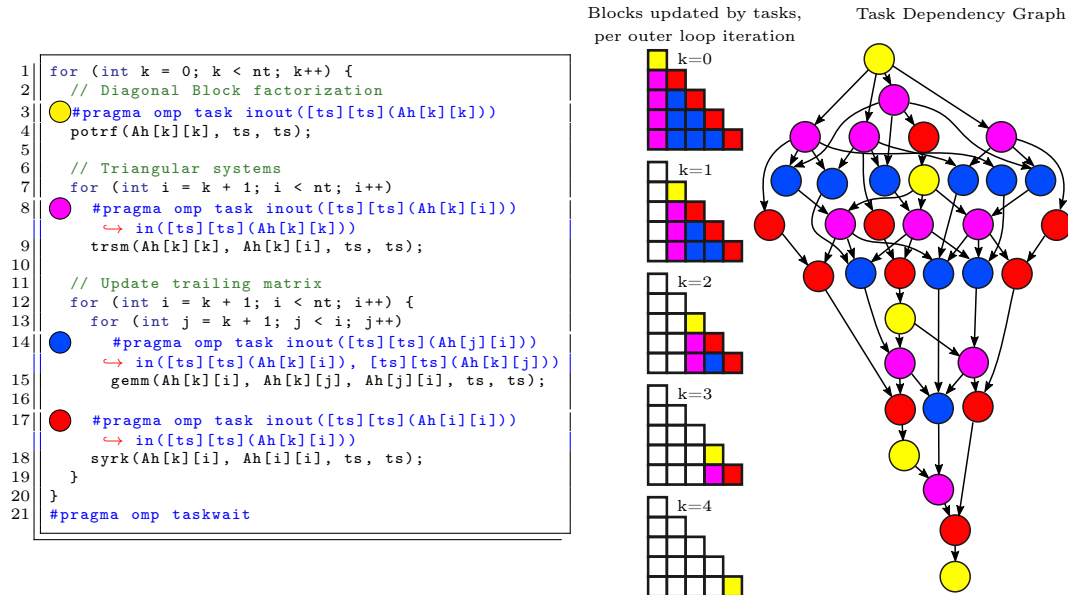 Blocks updated by tasks,
per outer loop iteration
Task Dependency Graph
1 for (int k = 0; k < nt; k++) {
2 // Diagonal Block factorization
3 #pragma omp task inout([ts][ts](Ah[k][k]))
4 potrf(Ah[k][k], ts, ts);
5
6 // Triangular systems
7 for (int i = k + 1; i < nt; i++)
8 #pragma omp task inout([ts][ts](Ah[k][i]))
↪ in([ts][ts](Ah[k][k]))
9 trsm(Ah[k][k], Ah[k][i], ts, ts);
10
11 // Update trailing matrix
12 for (int i = k + 1; i < nt; i++) {
13 for (int j = k + 1; j < i; j++)
14 #pragma omp task inout([ts][ts](Ah[j][i]))
↪ in([ts][ts](Ah[k][i]), [ts][ts](Ah[k][j]))
15 gemm(Ah[k][i], Ah[k][j], Ah[j][i], ts, ts);
16
17 #pragma omp task inout([ts][ts](Ah[i][i]))
↪ in([ts][ts](Ah[k][i]))
18 syrk(Ah[k][i], Ah[i][i], ts, ts);
19 }
20 }
21 #pragma omp taskwait
k=0
k=1
k=2
k=3
k=4